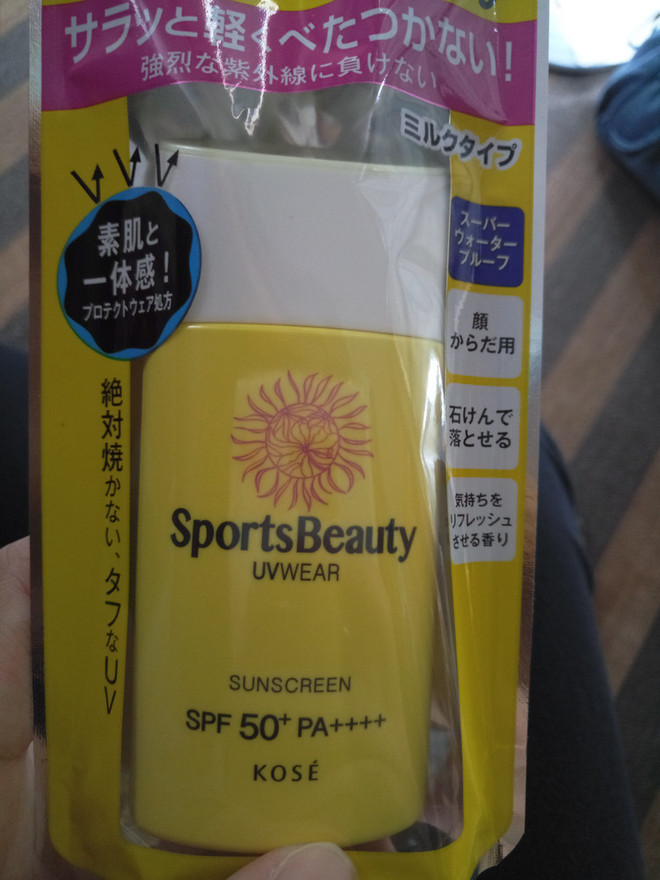 サラッと軽くべたつかない!
強烈な紫外線に負けない
ミルクタイプ
素肌と
一体感!
プロテクトウェア処方
スーパー
ウォーター
プルーフ
顔
からだ用
石けんで
落とせる
気持ちを
リフレッシュ
させる香り
絶対焼かない、タフなUV
SportsBeauty
UVWEAR
SUNSCREEN
SPF 50+ PA++++
KOSÉ